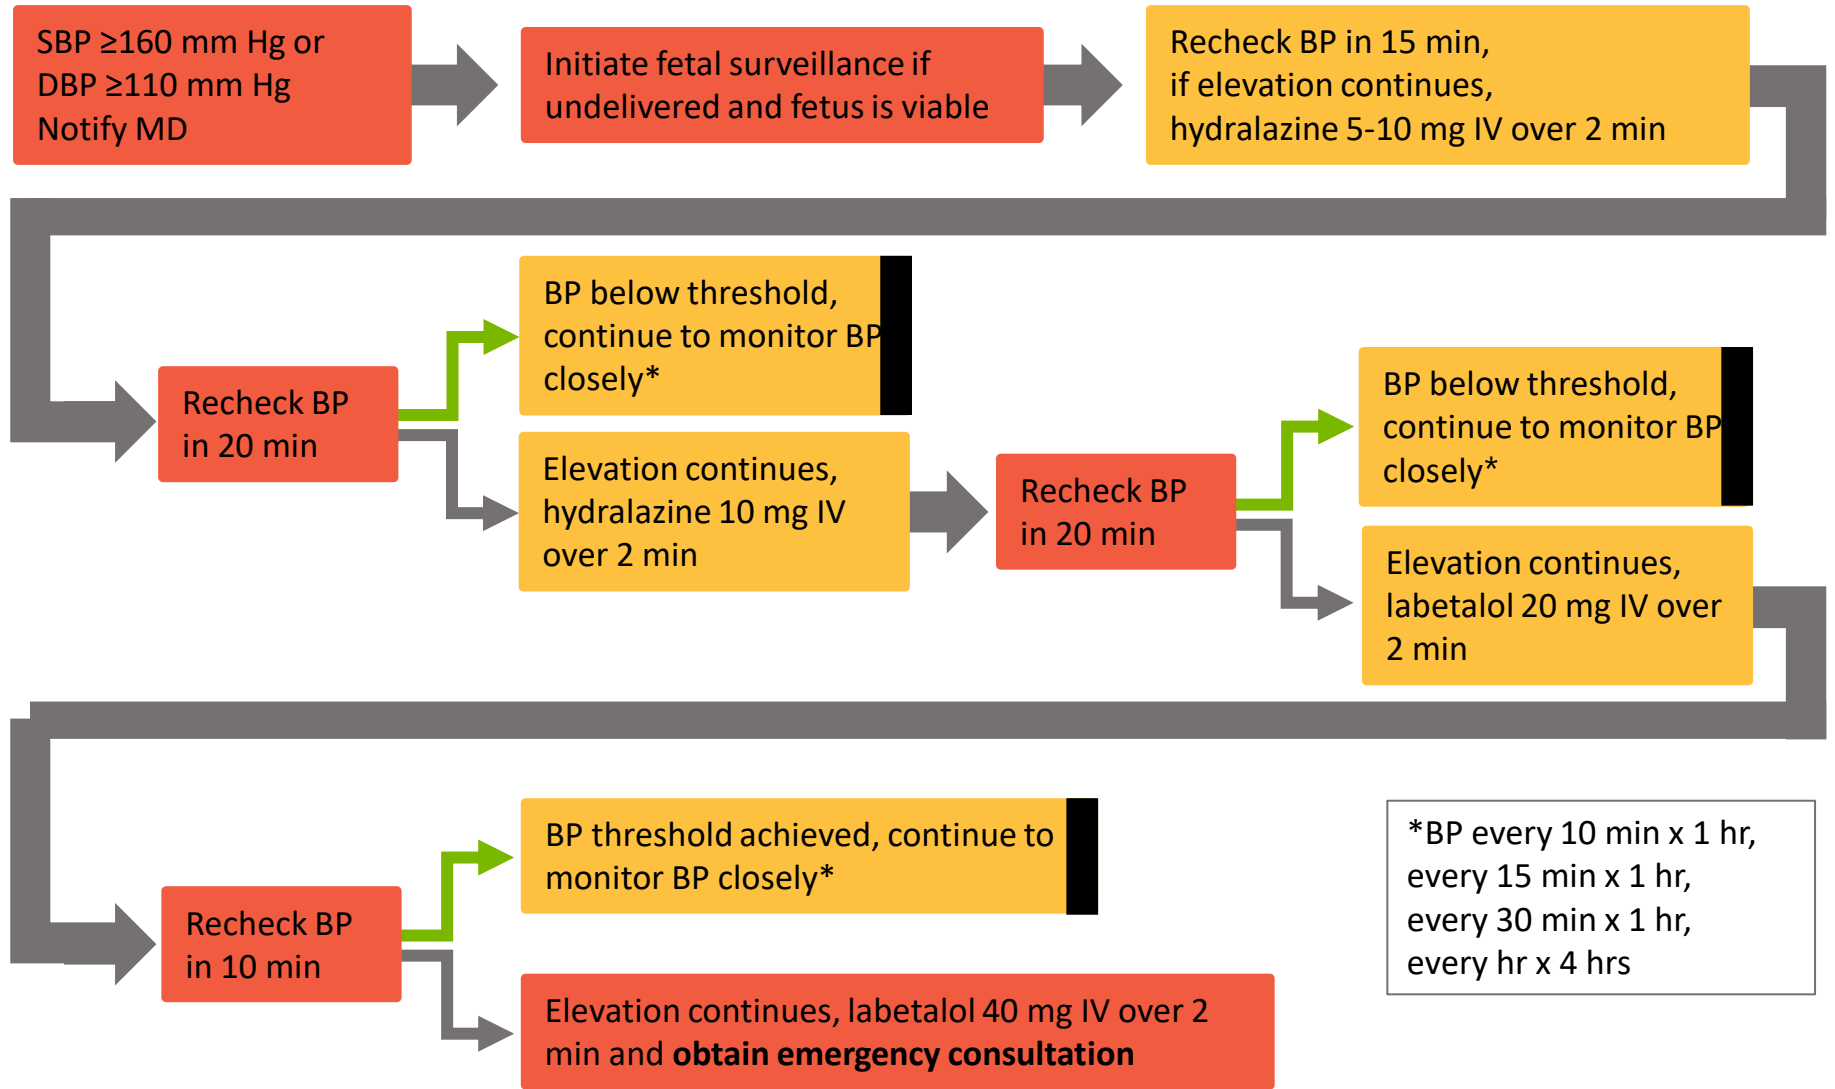 SBP ≥160 mm Hg or
DBP ≥110 mm Hg
Notify MD
Initiate fetal surveillance if
undelivered and fetus is viable
Recheck BP in 15 min,
if elevation continues,
hydralazine 5-10 mg IV over 2 min
Recheck BP
in 20 min
BP below threshold,
continue to monitor BP
closely*
Elevation continues,
hydralazine 10 mg IV
over 2 min
Recheck BP
in 20 min
BP below threshold,
continue to monitor BP
closely*
Elevation continues,
labetalol 20 mg IV over
2 min
Recheck BP
in 10 min
BP threshold achieved, continue to
monitor BP closely*
Elevation continues, labetalol 40 mg IV over 2
min and obtain emergency consultation
*BP every 10 min x 1 hr,
every 15 min x 1 hr,
every 30 min x 1 hr,
every hr x 4 hrs